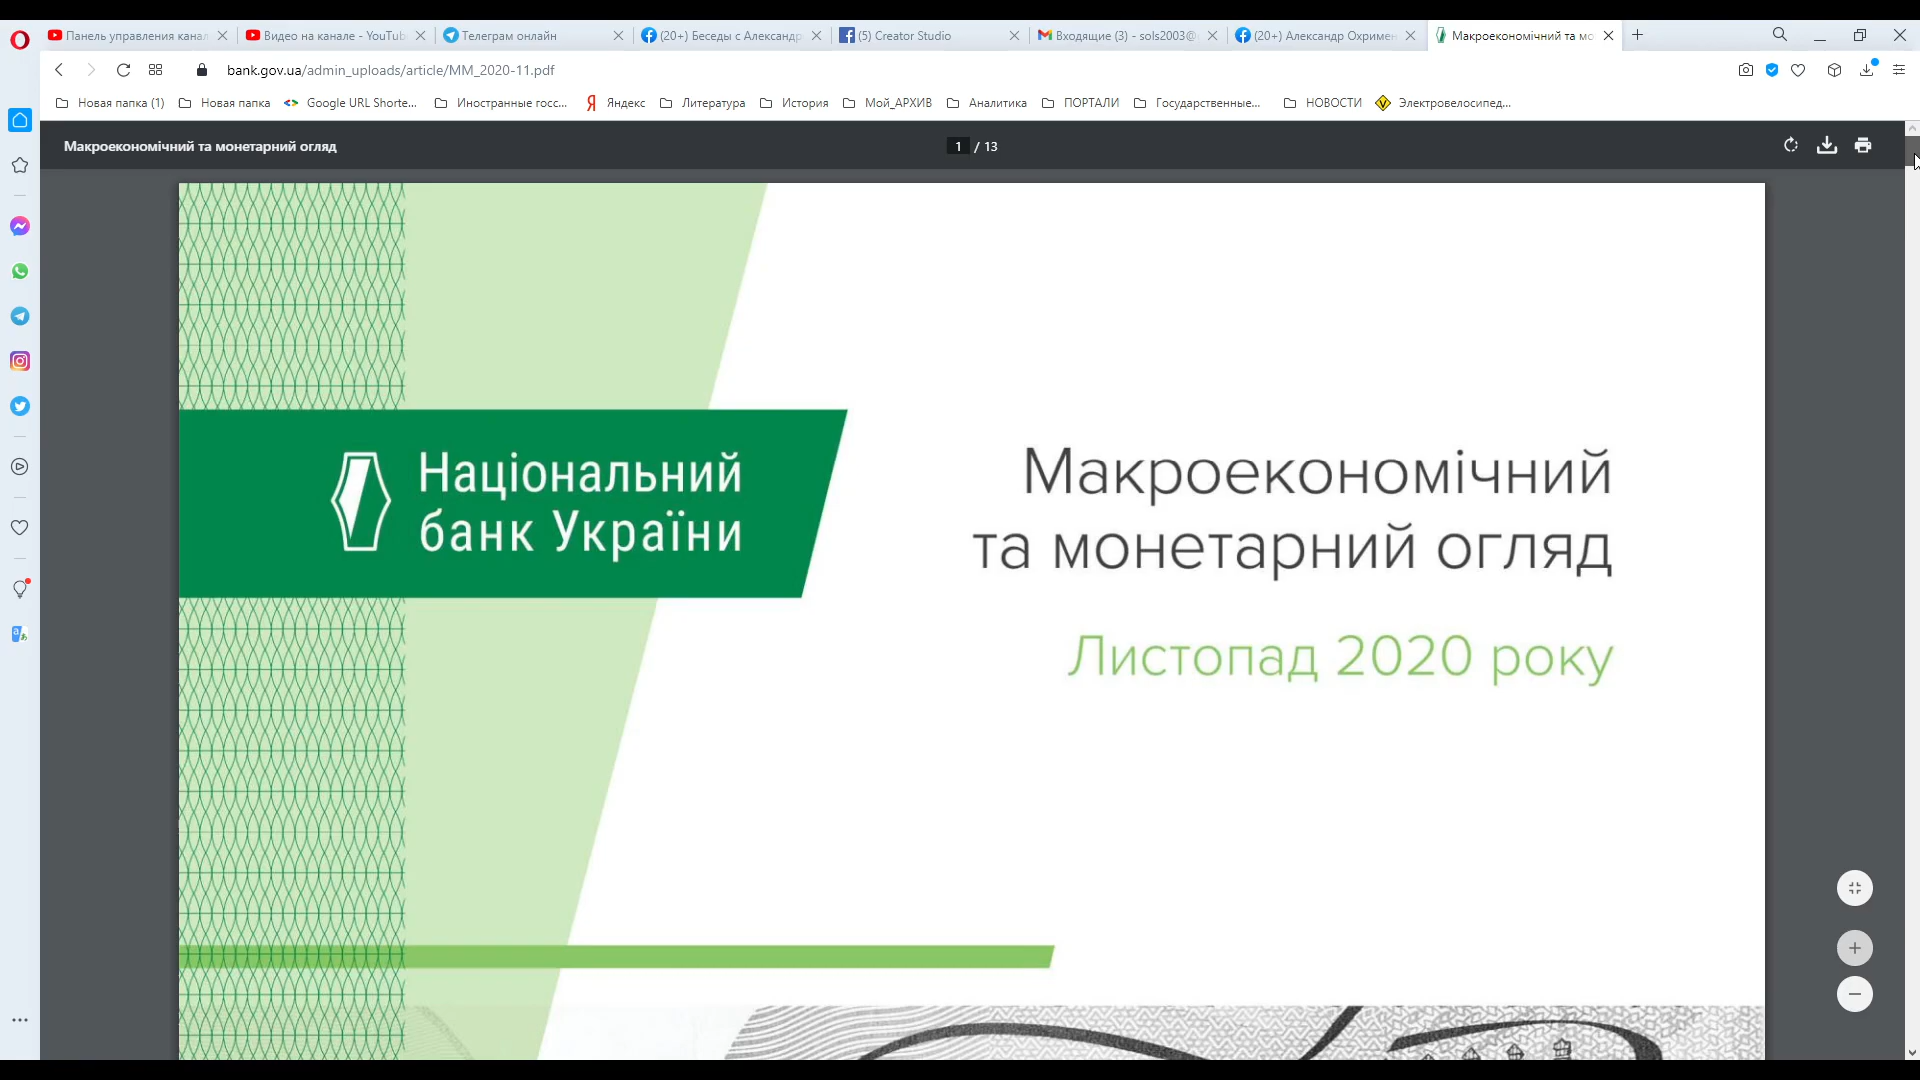 Панель управления канал
Видео на канале - YouTub
Телеграм онлайн
(20+) Беседы с Александр
(5) Creator Studio
Входящие (3) - sols2003@
(20+) Александр Охримен
Макроекономічний та мо
bank.gov.ua/admin_uploads/article/MM_2020-11.pdf
Новая папка (1)
Новая папка
Google URL Shorte...
Иностранные госс...
Яндекс
Литература
История
Мой_АРХИВ
Аналитика
ПОРТАЛИ
Государственные...
НОВОСТИ
Электровелосипед...
Макроекономічний та монетарний огляд
1 / 13
Національний
банк України
Макроекономічний
та монетарний огляд
Листопад 2020 року